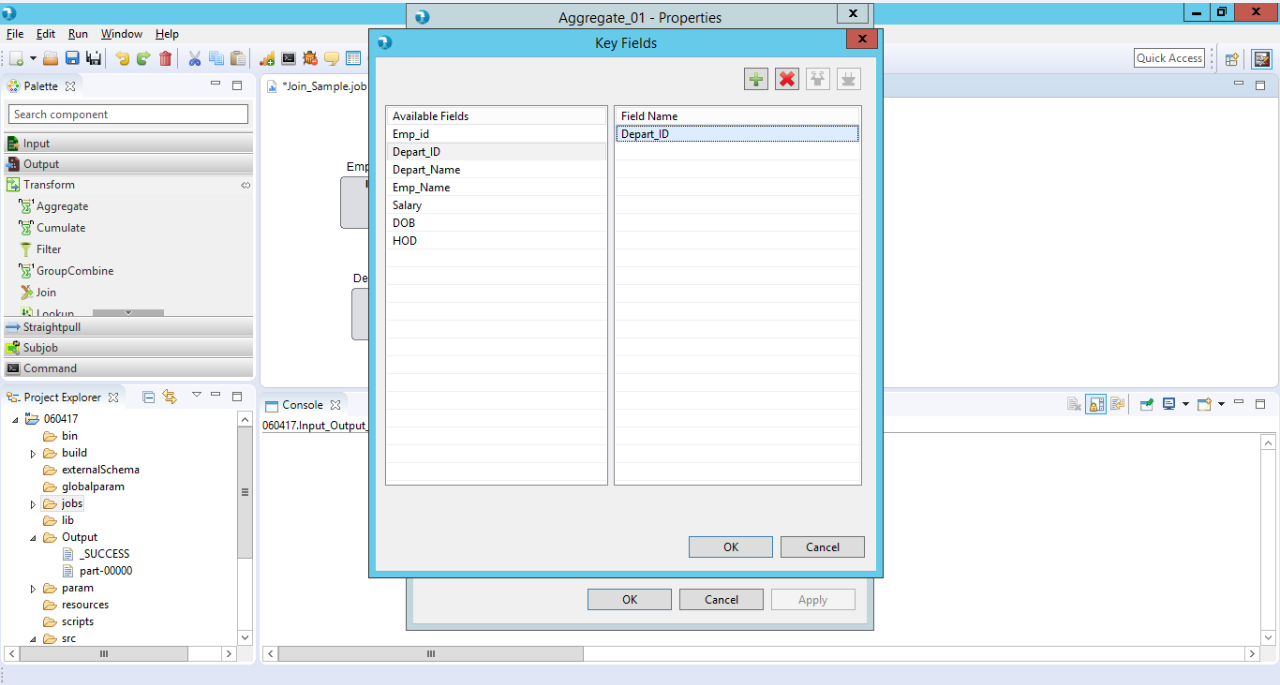 Aggregate_01 - Properties
File Edit Run Window Help
Quick Access
Palette
Search component
Input
Output
Transform
Aggregate
Cumulate
Filter
GroupCombine
Join
Lookup
Straightpull
Subjob
Command
*Join_Sample.job
Emp
De
Key Fields
Available Fields
Emp_id
Depart_ID
Depart_Name
Emp_Name
Salary
DOB
HOD
Field Name
Depart_ID
OK Cancel
OK Cancel Apply
Project Explorer
060417
bin
build
externalSchema
globalparam
jobs
lib
Output
_SUCCESS
part-00000
param
resources
scripts
src
Console
060417.Input_Output_